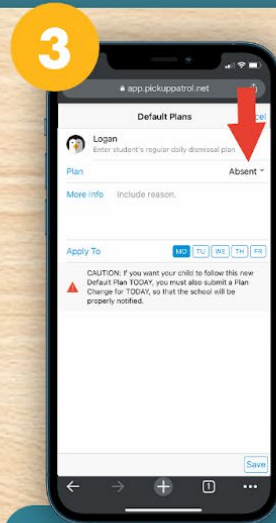 3
app.pickuppatrol.net
Default Plans
cel
Logan
Enter student's regular daily dismissal plan
Plan
Absent
More Info
Include reason.
Apply To
MO TU WE TH FR
CAUTION: If you want your child to follow this new
Default Plan TODAY, you must also submit a Plan
Change for TODAY, so that the school will be
properly notified.
Save
1